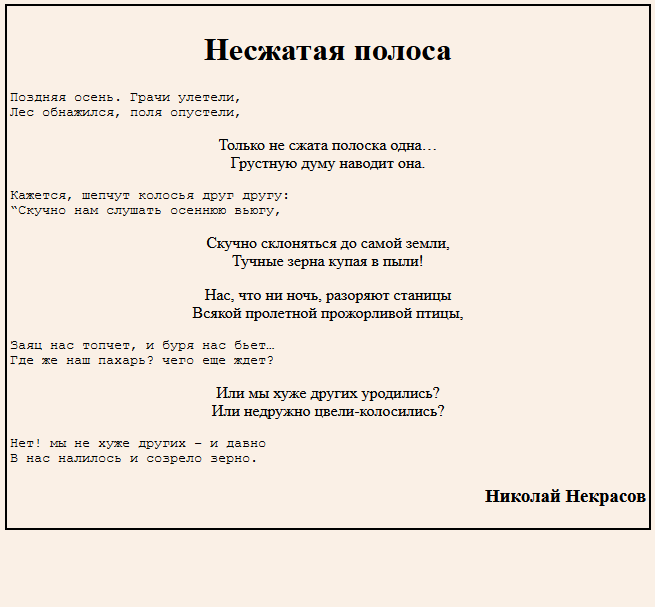 Несжатая полоса
Поздняя осень. Грачи улетели,
Лес обнажился, поля опустели,
Только не сжата полоска одна…
Грустную думу наводит она.
Кажется, шепчут колосья друг другу:
“Скучно нам слушать осеннюю вьюгу,
Скучно склоняться до самой земли,
Тучные зерна купая в пыли!
Нас, что ни ночь, разоряют станицы
Всякой пролетной прожорливой птицы,
Заяц нас топчет, и буря нас бьет…
Где же наш пахарь? чего еще ждет?
Или мы хуже других уродились?
Или недружно цвели-колосились?
Нет! мы не хуже других – и давно
В нас налилось и созрело зерно.
Николай Некрасов